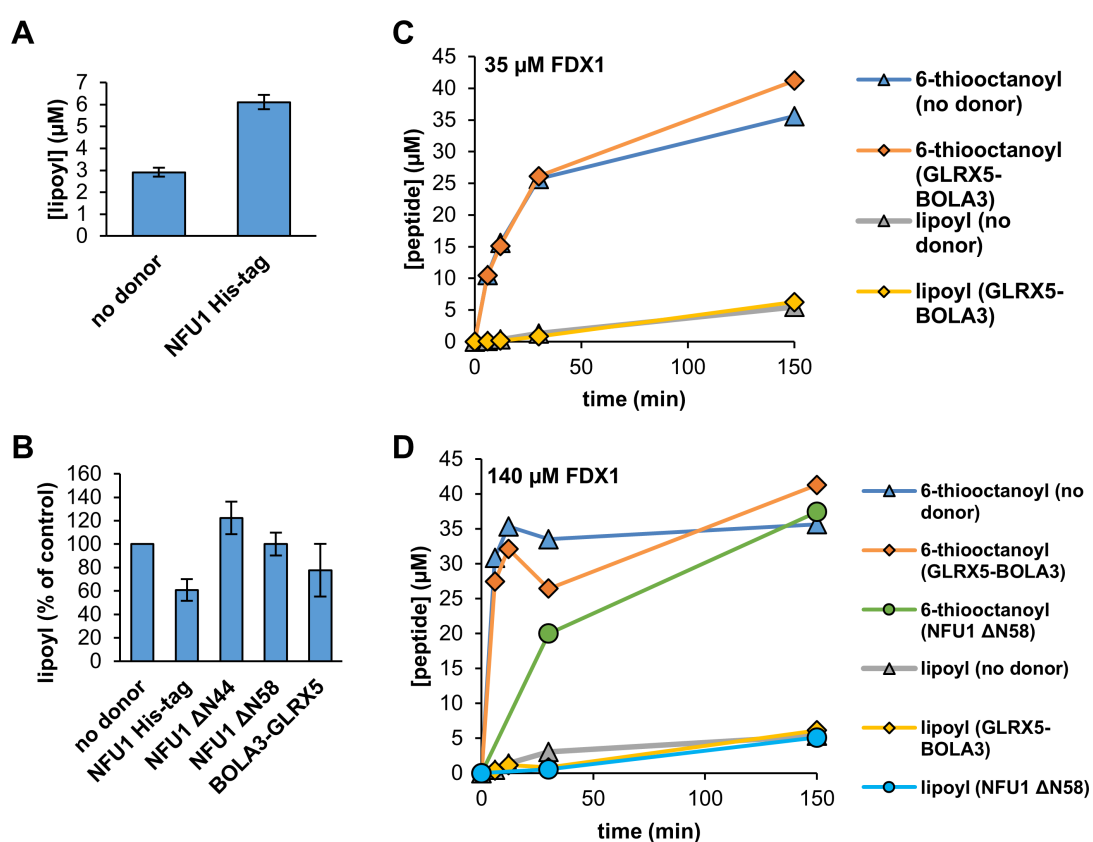 A
[lipoyl] (µM)
7
6
5
4
3
2
1
0
no donor
NFU1 His-tag
C
35 µM FDX1
[peptide] (µM)
45
40
35
30
25
20
15
10
5
0
0
50
100
150
time (min)
6-thiooctanoyl
(no donor)
6-thiooctanoyl
(GLRX5-
BOLA3)
lipoyl (no
donor)
lipoyl (GLRX5-
BOLA3)
B
lipoyl (% of control)
160
140
120
100
80
60
40
20
0
no donor
NFU1 His-tag
NFU1 ΔN44
NFU1 ΔN58
BOLA3-GLRX5
D
140 µM FDX1
[peptide] (µM)
45
40
35
30
25
20
15
10
5
0
0
50
100
150
time (min)
6-thiooctanoyl (no
donor)
6-thiooctanoyl
(GLRX5-BOLA3)
6-thiooctanoyl
(NFU1 ΔN58)
lipoyl (no donor)
lipoyl (GLRX5-
BOLA3)
lipoyl (NFU1 ΔN58)